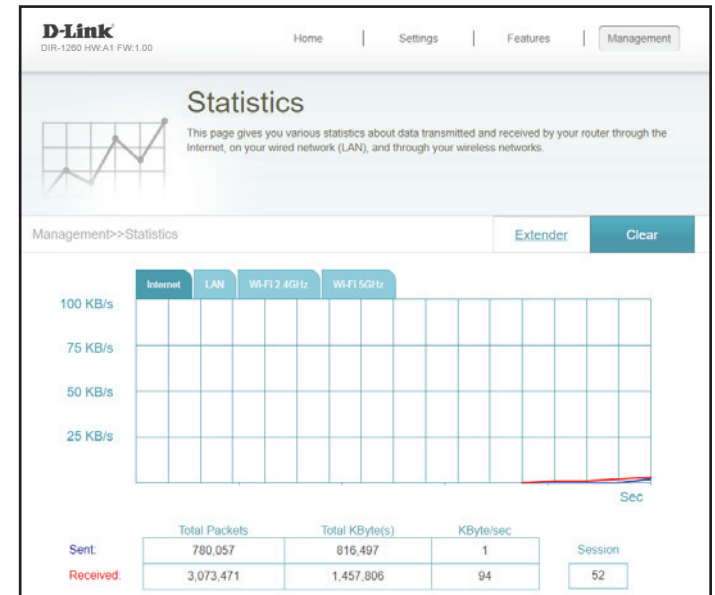 D-Link
DIR-1260 HW:A1 FW:1.00
Home | Settings | Features | Management
Statistics
This page gives you various statistics about data transmitted and received by your router through the
Internet, on your wired network (LAN), and through your wireless networks.
Management>>Statistics
Extender
Clear
Internet LAN Wi-Fi 2.4GHz Wi-Fi 5GHz
100 KB/s
75 KB/s
50 KB/s
25 KB/s
Sec
Total Packets Total KByte(s) KByte/sec
Sent: 780,057 816,497 1 Session
Received: 3,073,471 1,457,806 94 52